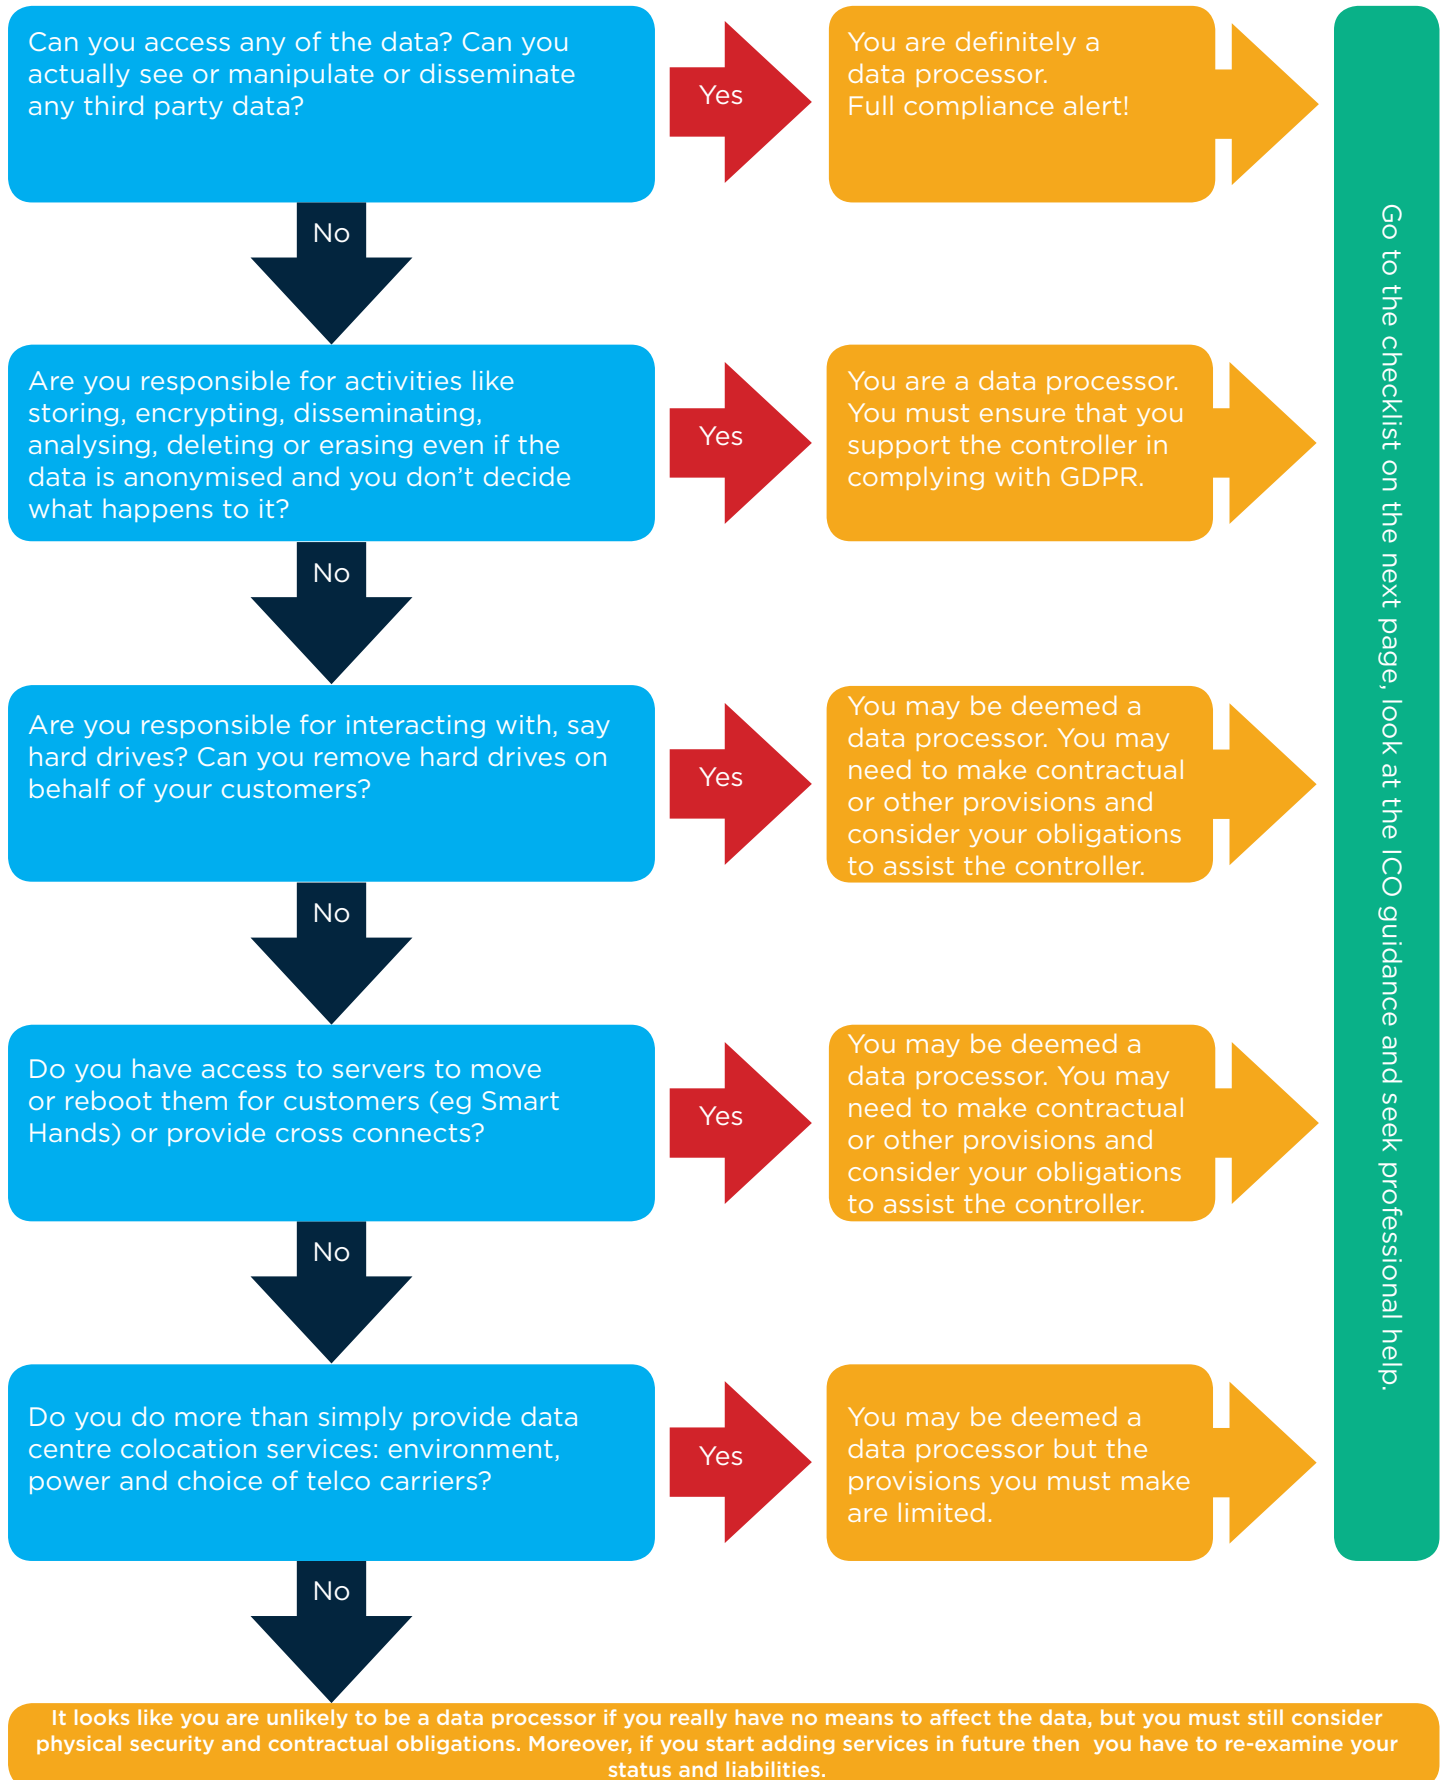 Can you access any of the data? Can you
actually see or manipulate or disseminate
any third party data?
Yes
You are definitely a
data processor.
Full compliance alert!
No
Are you responsible for activities like
storing, encrypting, disseminating,
analysing, deleting or erasing even if the
data is anonymised and you don’t decide
what happens to it?
Yes
You are a data processor.
You must ensure that you
support the controller in
complying with GDPR.
No
Are you responsible for interacting with, say
hard drives? Can you remove hard drives on
behalf of your customers?
Yes
You may be deemed a
data processor. You may
need to make contractual
or other provisions and
consider your obligations
to assist the controller.
No
Do you have access to servers to move
or reboot them for customers (eg Smart
Hands) or provide cross connects?
Yes
You may be deemed a
data processor. You may
need to make contractual
or other provisions and
consider your obligations
to assist the controller.
No
Do you do more than simply provide data
centre colocation services: environment,
power and choice of telco carriers?
Yes
You may be deemed a
data processor but the
provisions you must make
are limited.
No
Go to the checklist on the next page, look at the ICO guidance and seek professional help.
It looks like you are unlikely to be a data processor if you really have no means to affect the data, but you must still consider
physical security and contractual obligations. Moreover, if you start adding services in future then  you have to re-examine your
status and liabilities.